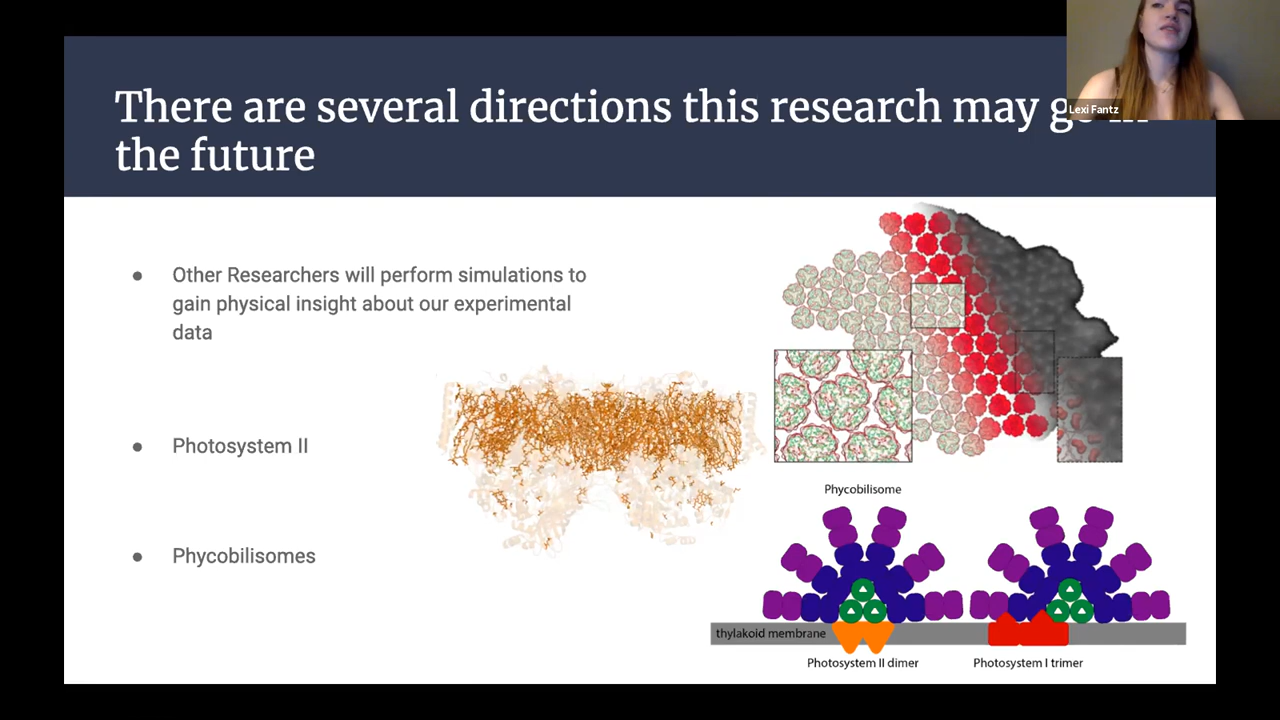 There are several directions this research may go in
the future
Lexi Fantz
Other Researchers will perform simulations to
gain physical insight about our experimental
data
Photosystem II
Phycobilisomes
Phycobilisome
thylakoid membrane
Photosystem II dimer
Photosystem I trimer